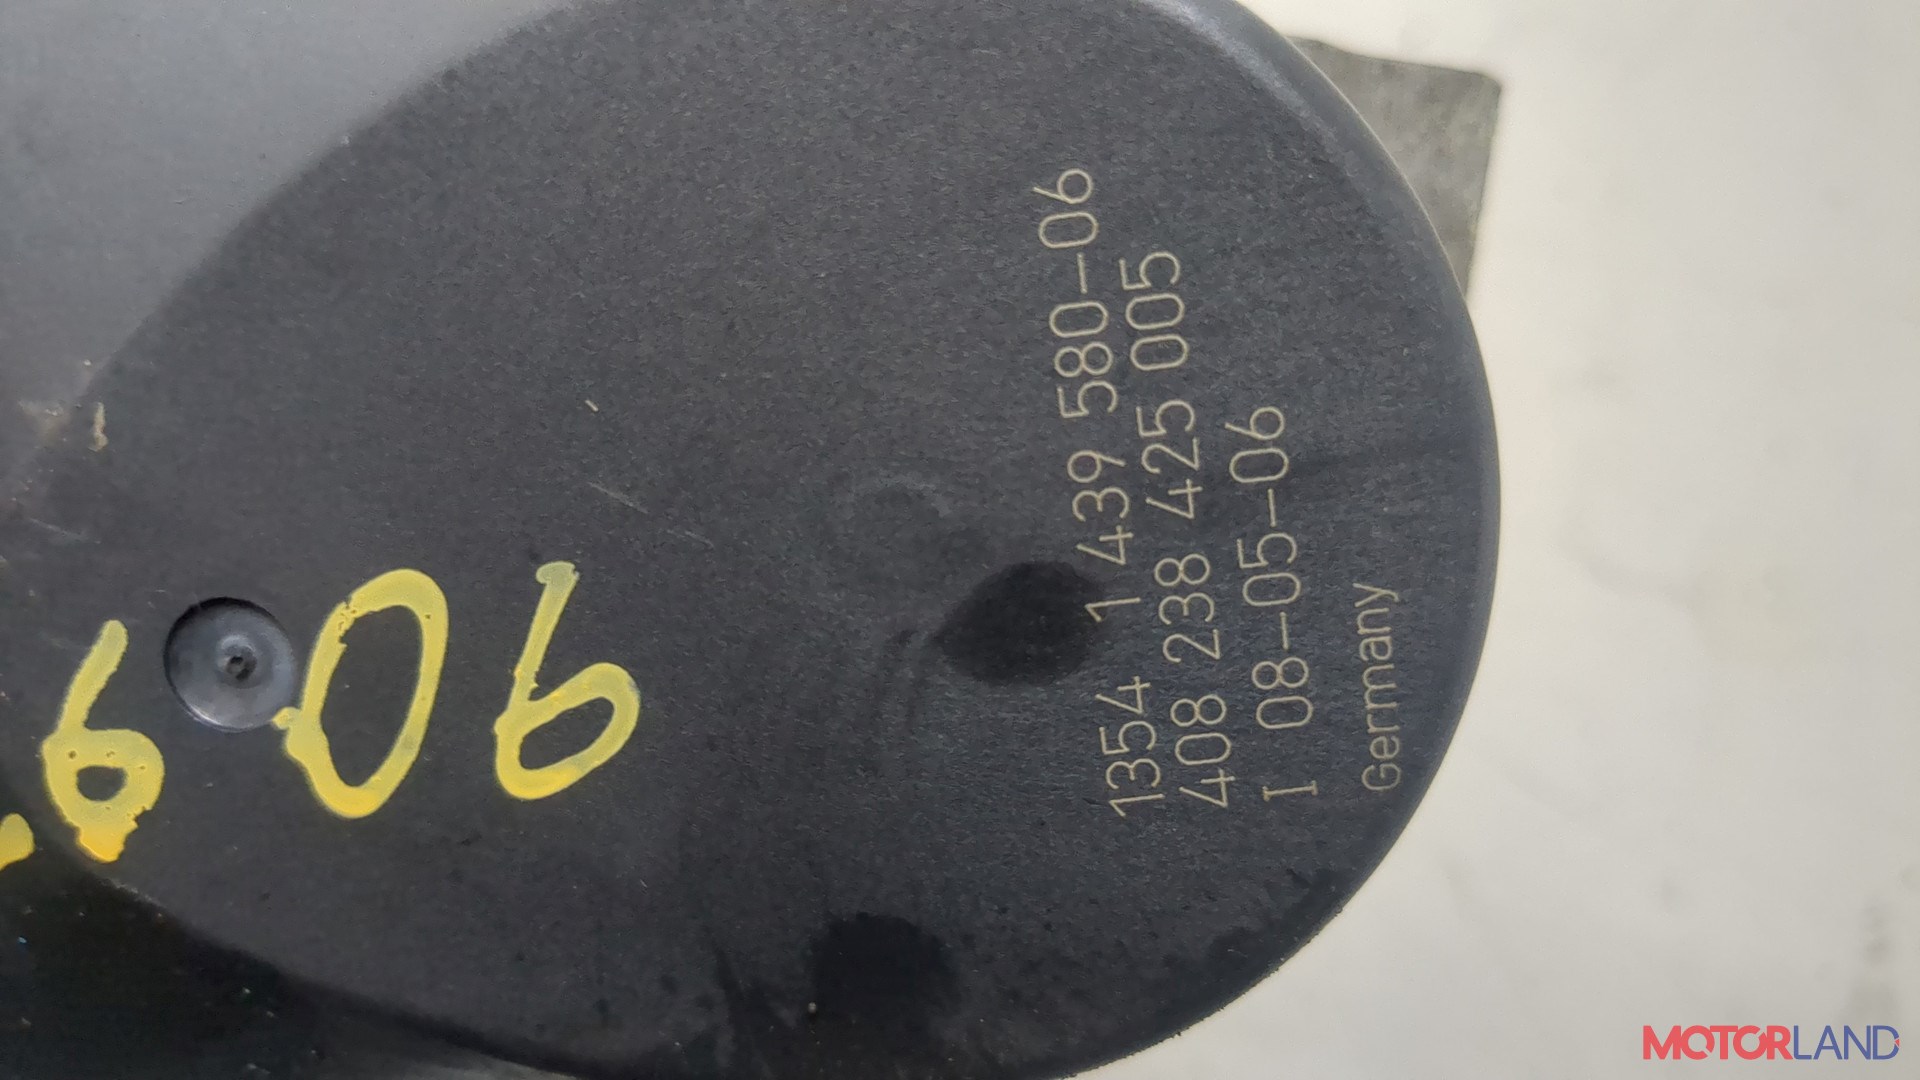 1354 1 439 580-06
408 238 425 005
I 08-05-06
Germany
606
MOTORLAND